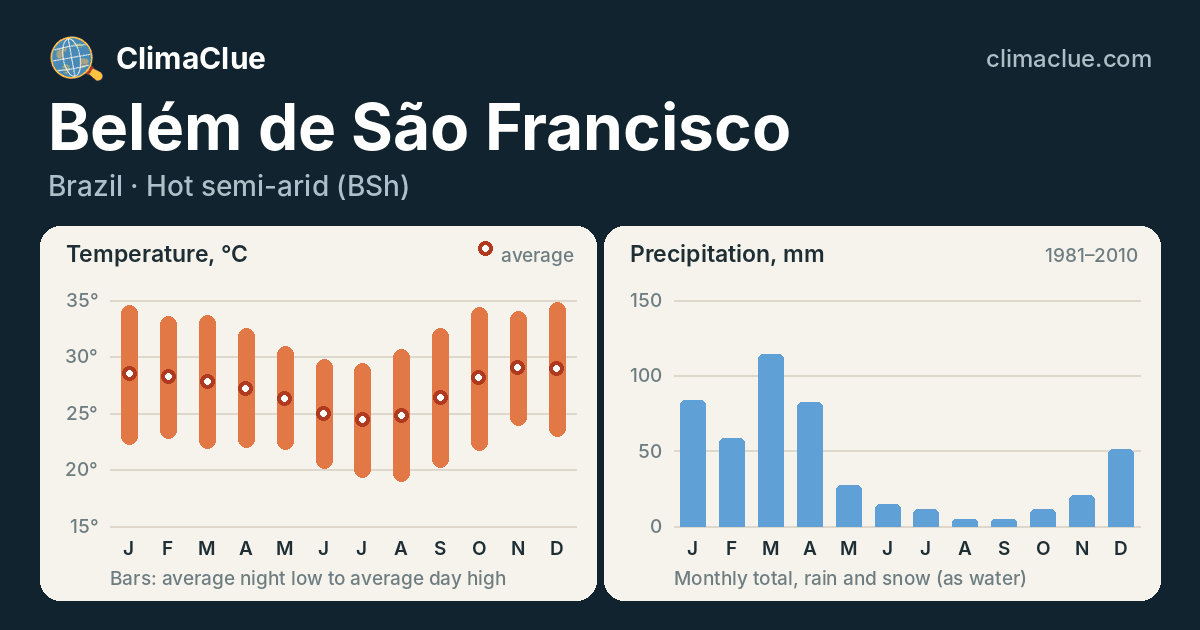 ClimaClue
climaclue.com
Belém de São Francisco
Brazil · Hot semi-arid (BSh)
Temperature, °C
average
35°
30°
25°
20°
15°
J F M A M J J A S O N D
Bars: average night low to average day high
Precipitation, mm
1981–2010
150
100
50
0
J F M A M J J A S O N D
Monthly total, rain and snow (as water)